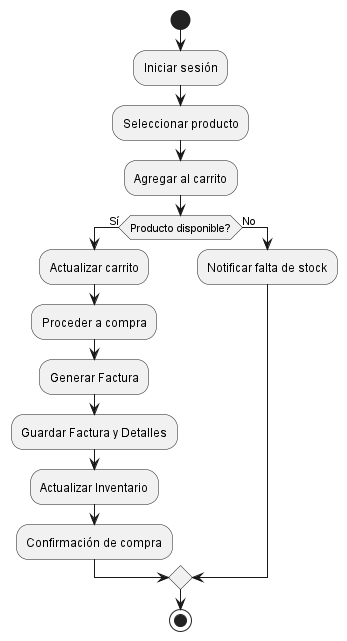 Iniciar sesión
Seleccionar producto
Agregar al carrito
Sí
Producto disponible?
No
Actualizar carrito
Notificar falta de stock
Proceder a compra
Generar Factura
Guardar Factura y Detalles
Actualizar Inventario
Confirmación de compra